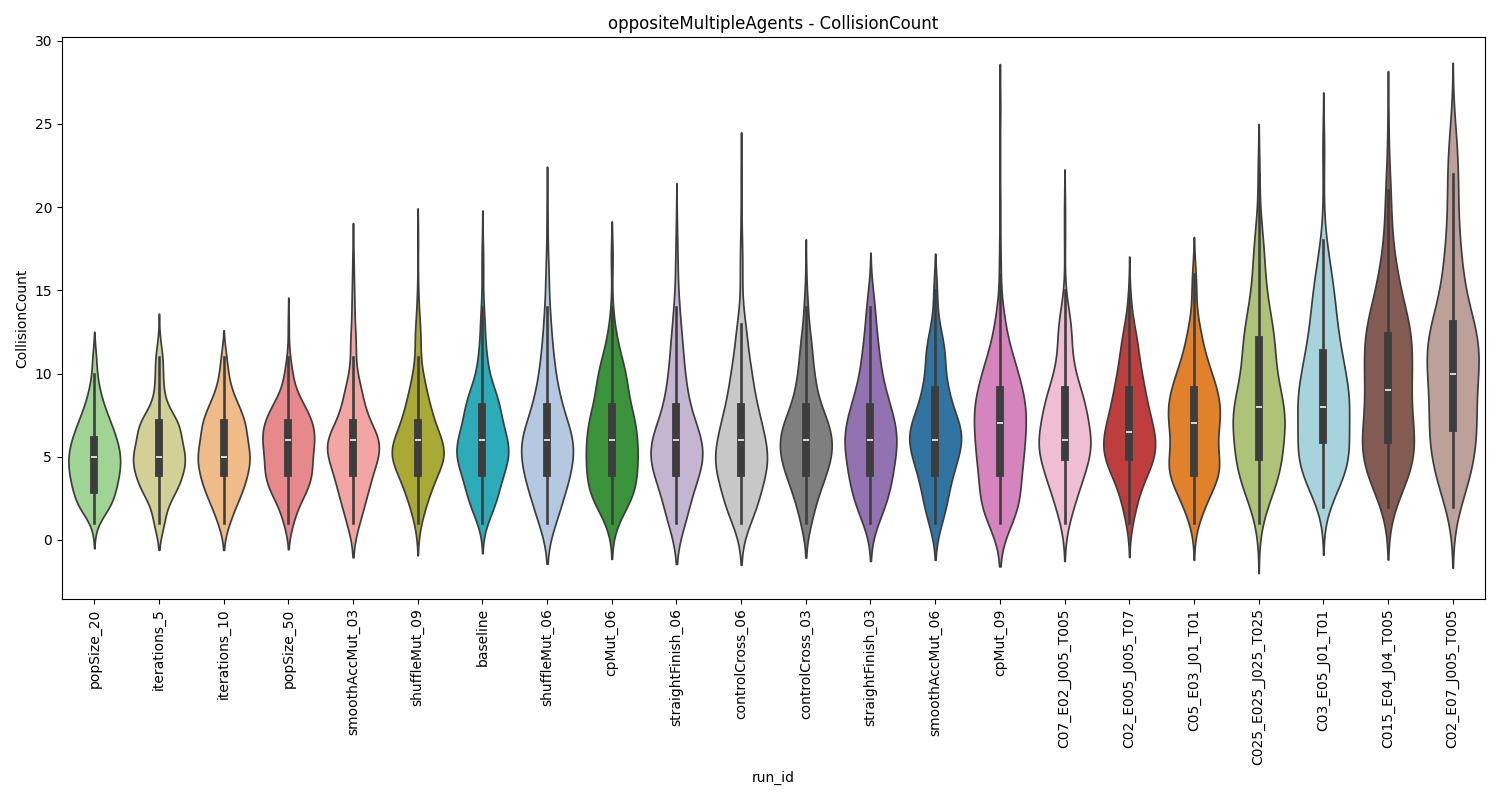 oppositeMultipleAgents - CollisionCount
30
25
20
15
10
5
0
CollisionCount
popSize_20
iterations_5
iterations_10
popSize_50
smoothAccMut_03
shuffleMut_09
baseline
shuffleMut_06
cpMut_06
straightFinish_06
controlCross_06
controlCross_03
straightFinish_03
smoothAccMut_06
cpMut_09
C07_E02_J005_T005
C02_E005_J005_T07
C05_E03_J01_T01
C025_E025_J025_T025
C03_E05_J01_T01
C015_E04_J04_T005
C02_E07_J005_T005
run_id